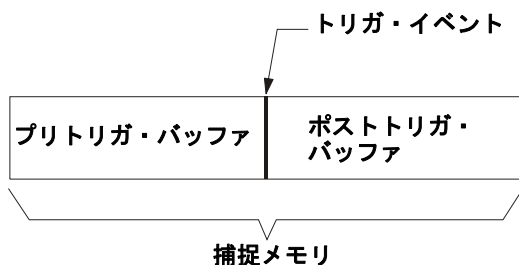 トリガ・イベント
プリトリガ・バッファ
ポストトリガ・
バッファ
捕捉メモリ